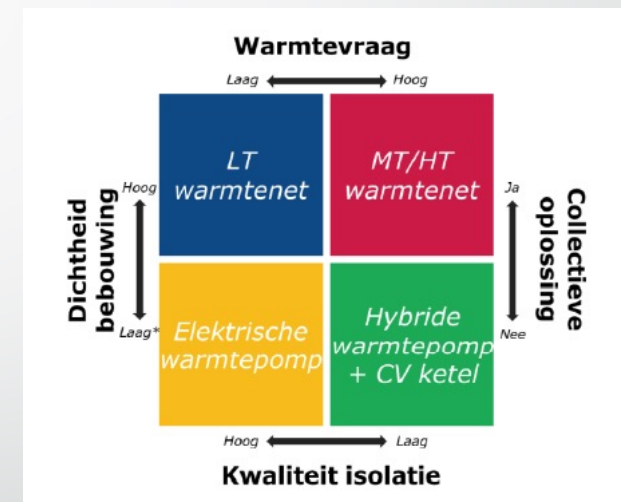 Warmtevraag
Laag Hoog
LT
warmtenet
MT/HT
warmtenet
Hoog
Laag*
Dichtheid
bebouwing
Ja
Nee
Collectieve
oplossing
Elektrische
warmtepomp
Hybride
warmtepomp
+ CV ketel
Hoog Laag
Kwaliteit isolatie